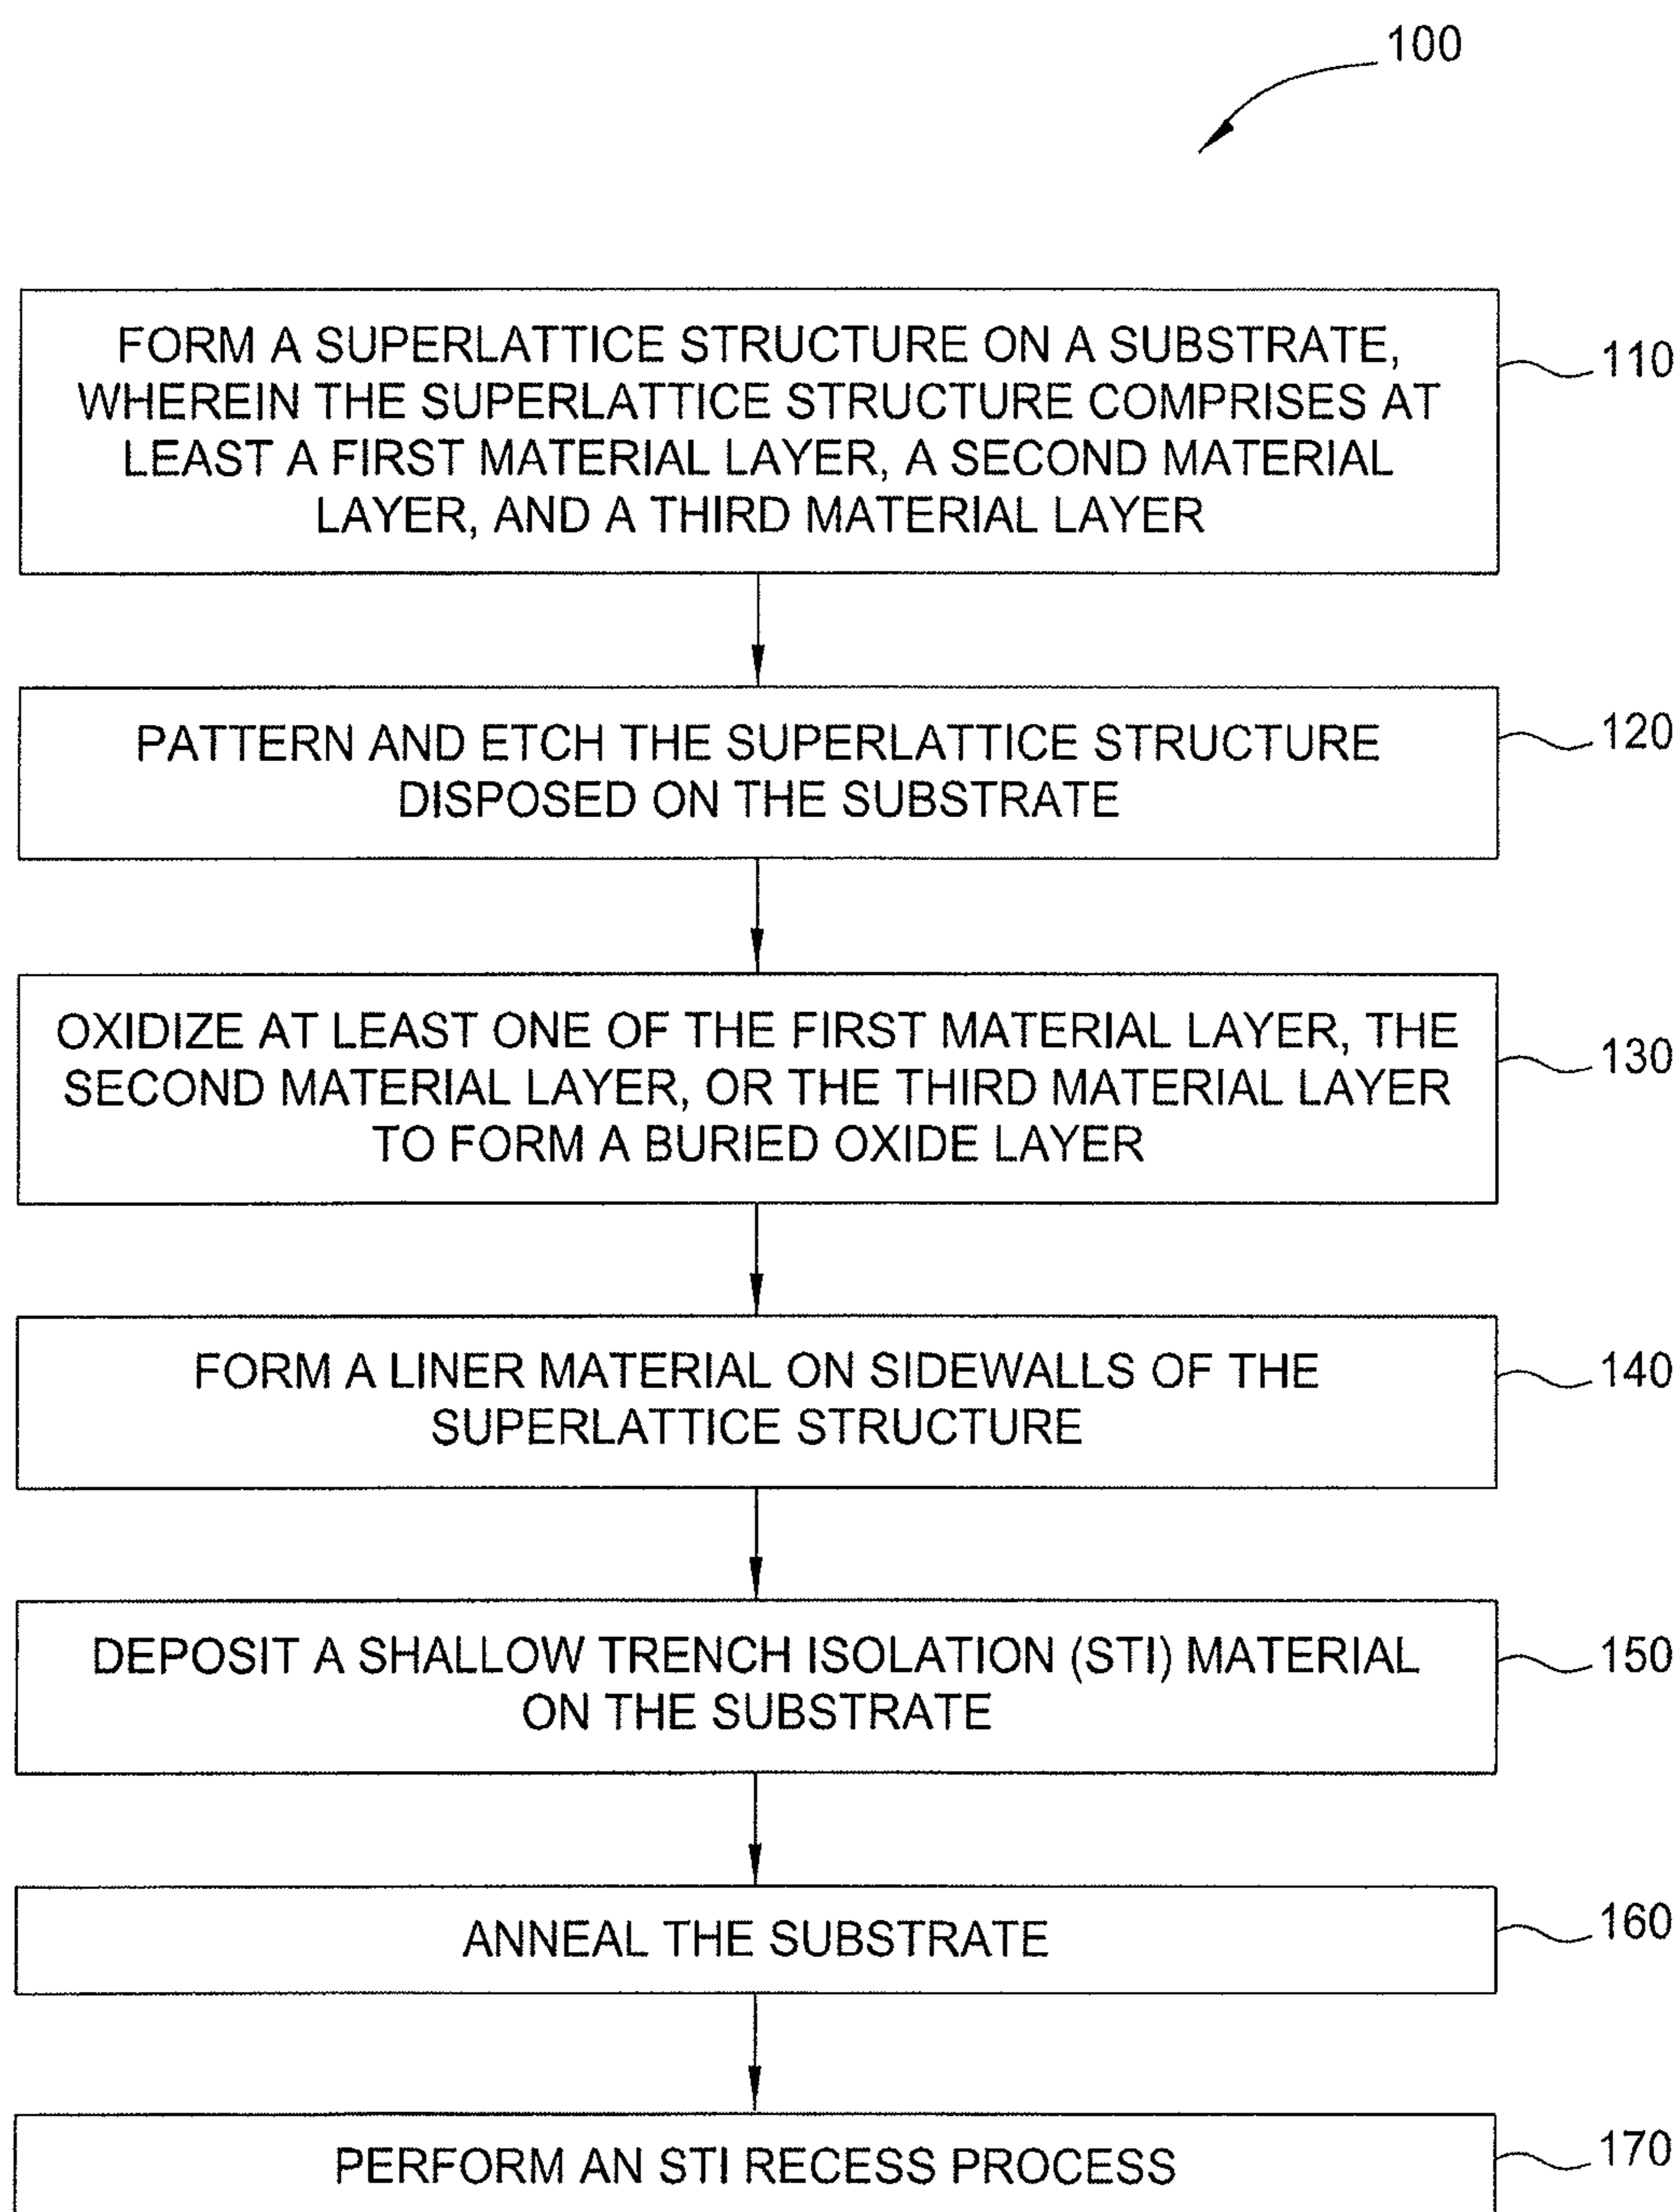 100
FORM A SUPERLATTICE STRUCTURE ON A SUBSTRATE,
WHEREIN THE SUPERLATTICE STRUCTURE COMPRISES AT
LEAST A FIRST MATERIAL LAYER, A SECOND MATERIAL
LAYER, AND A THIRD MATERIAL LAYER
110
PATTERN AND ETCH THE SUPERLATTICE STRUCTURE
DISPOSED ON THE SUBSTRATE
120
OXIDIZE AT LEAST ONE OF THE FIRST MATERIAL LAYER, THE
SECOND MATERIAL LAYER, OR THE THIRD MATERIAL LAYER
TO FORM A BURIED OXIDE LAYER
130
FORM A LINER MATERIAL ON SIDEWALLS OF THE
SUPERLATTICE STRUCTURE
140
DEPOSIT A SHALLOW TRENCH ISOLATION (STI) MATERIAL
ON THE SUBSTRATE
150
ANNEAL THE SUBSTRATE
160
PERFORM AN STI RECESS PROCESS
170